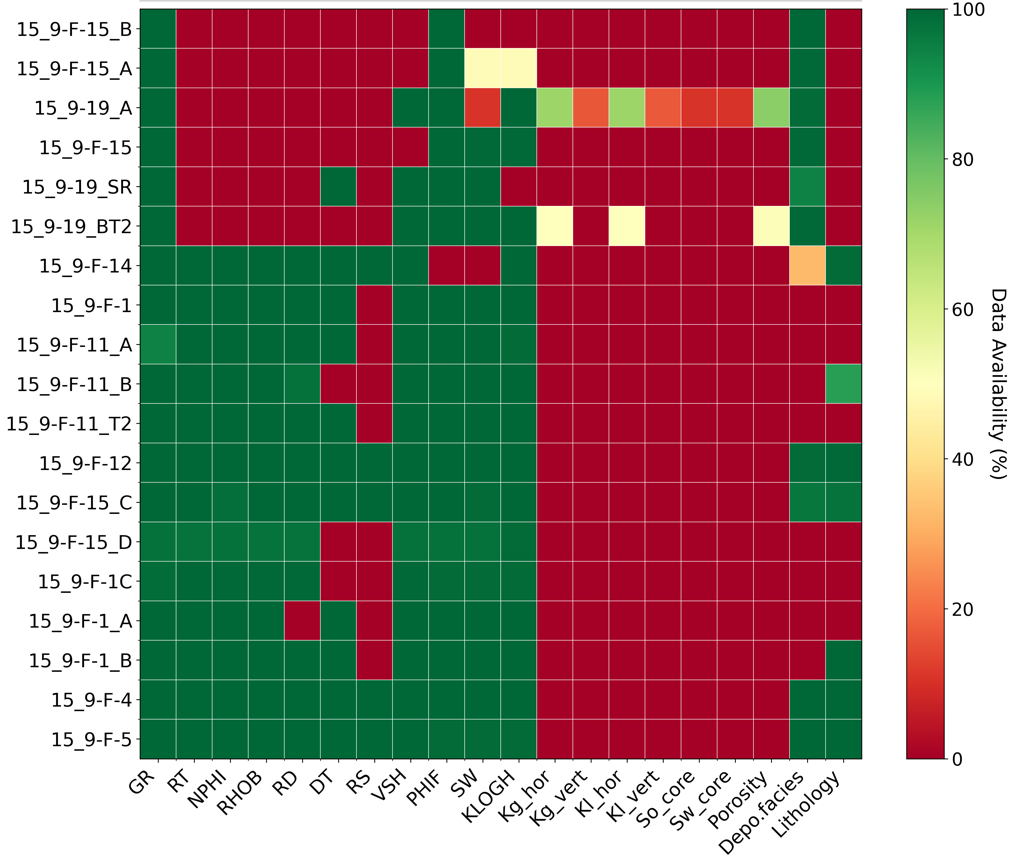 15_9-F-15_B
15_9-F-15_A
15_9-19_A
15_9-F-15
15_9-19_SR
15_9-19_BT2
15_9-F-14
15_9-F-1
15_9-F-11_A
15_9-F-11_B
15_9-F-11_T2
15_9-F-12
15_9-F-15_C
15_9-F-15_D
15_9-F-1C
15_9-F-1_A
15_9-F-1_B
15_9-F-4
15_9-F-5
GR
RT
NPHI
RHOB
RD
DT
RS
VSH
PHIF
SW
KLOGH
Kg_hor
Kg_vert
Kl_hor
Kl_vert
So_core
Sw_core
Porosity
Depo.facies
Lithology
100
80
60
40
20
0
Data Availability (%)